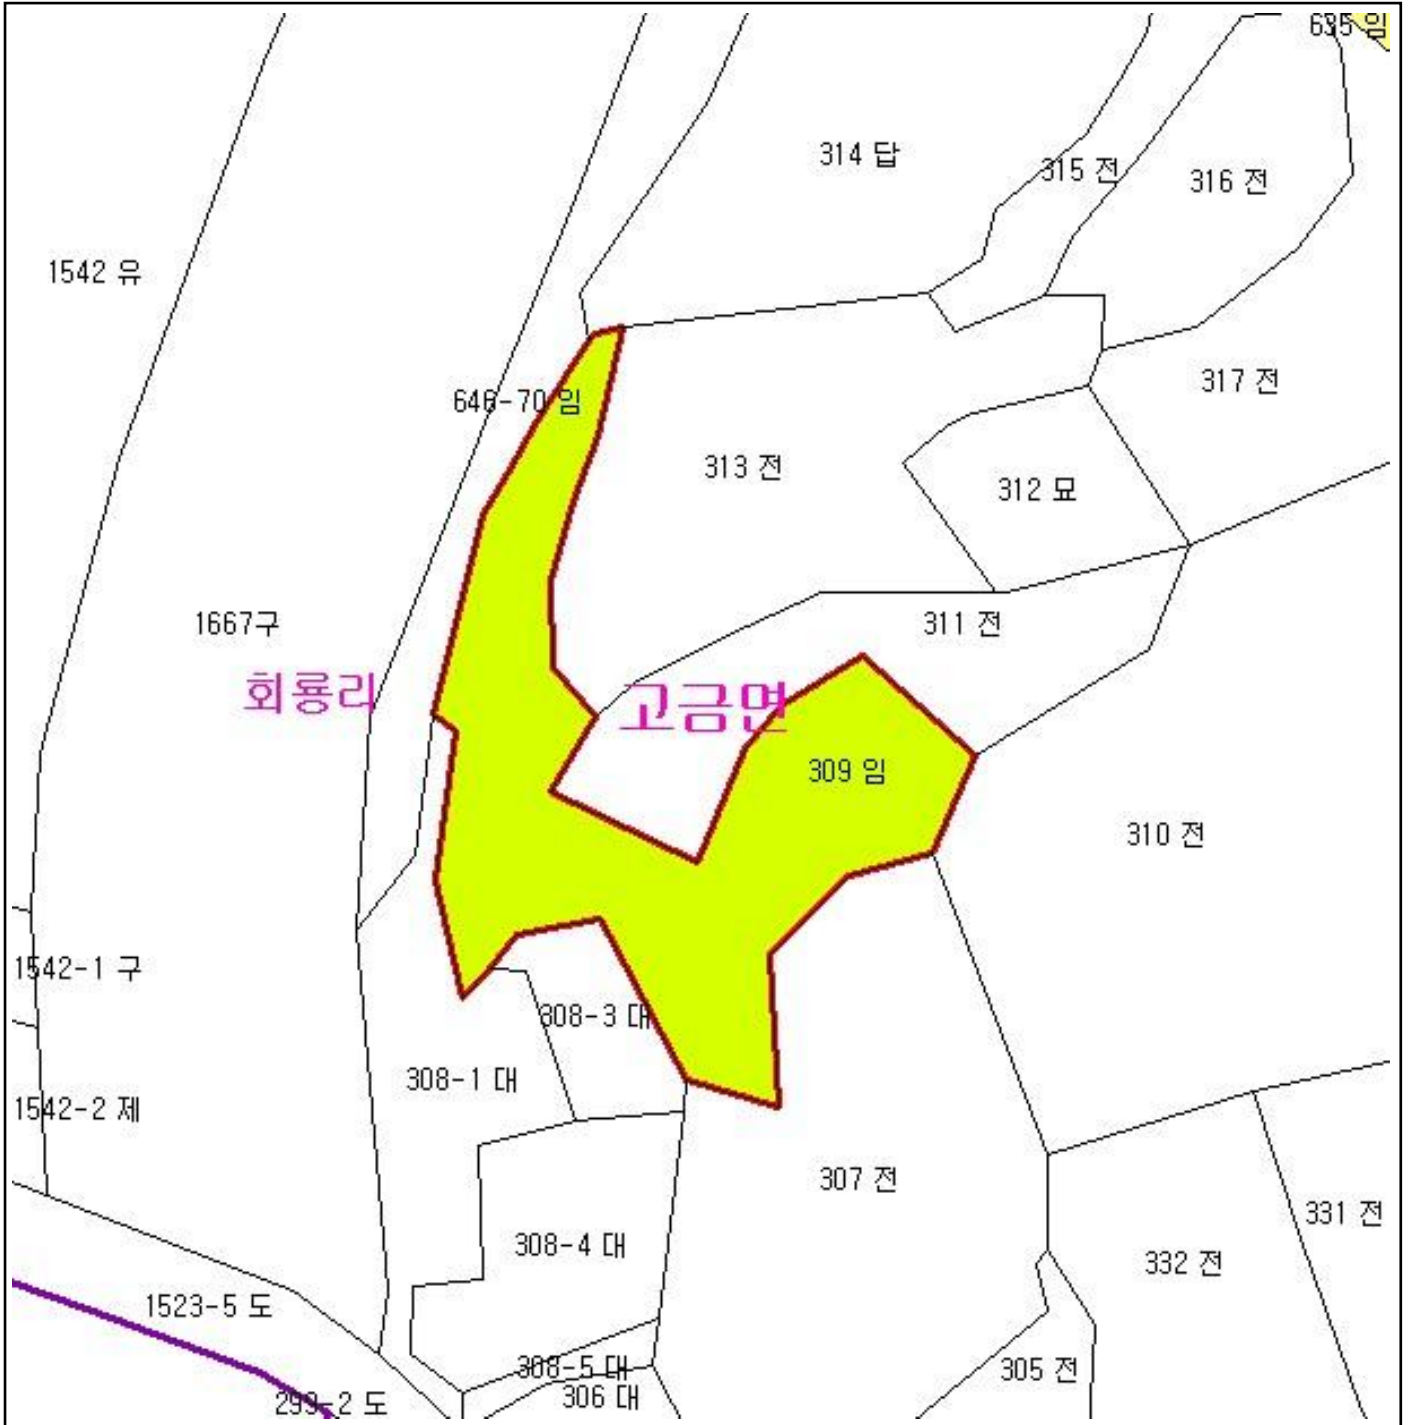 635 임
314 답
315 전
316 전
1542 유
317 전
646-70 임
313 전
312 묘
1667구
311 전
회룡리
고금면
309 임
310 전
1542-1 구
308-3 대
308-1 대
1542-2 제
307 전
331 전
308-4 대
332 전
1523-5 도
308-5 대
305 전
299-2 도
306 대